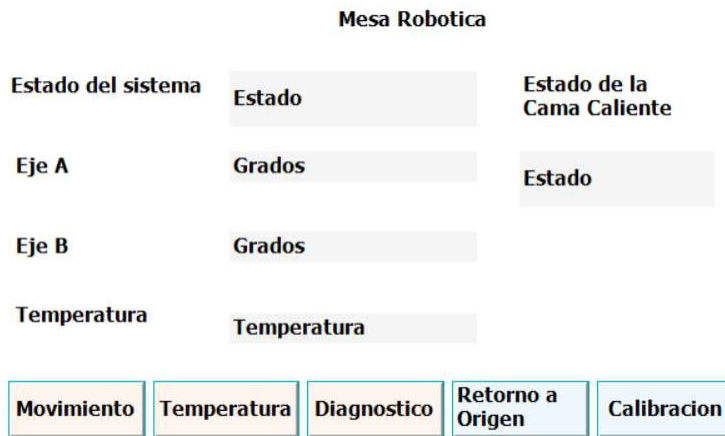 Mesa Robotica
Estado del sistema
Estado
Estado de la
Cama Caliente
Eje A
Grados
Estado
Eje B
Grados
Temperatura
Temperatura
Movimiento
Temperatura
Diagnostico
Retorno a
Origen
Calibracion